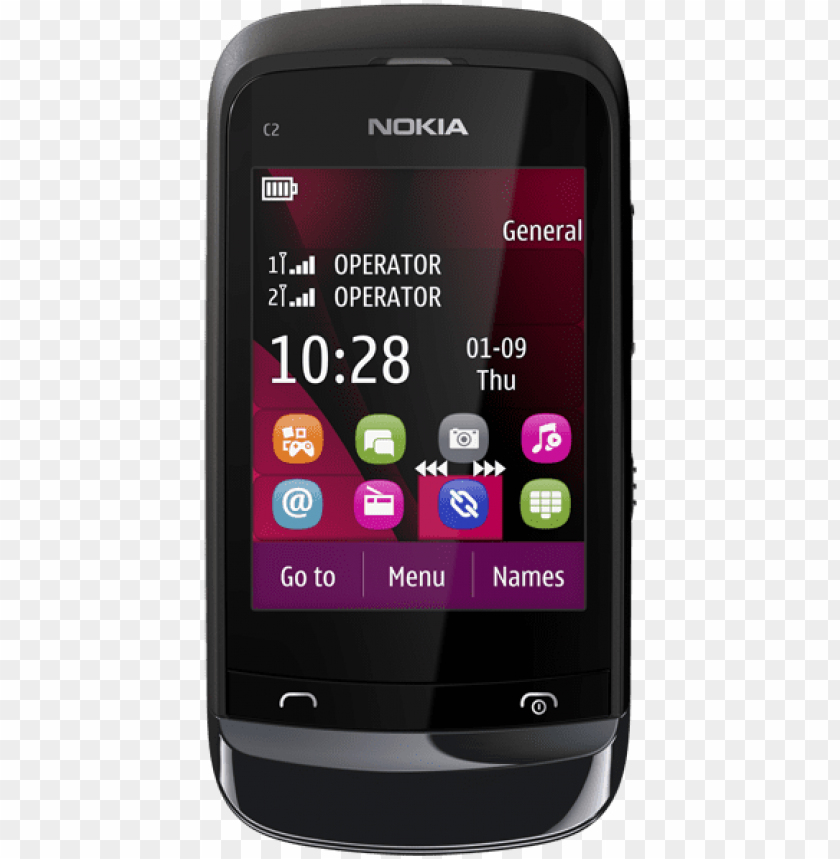 C2 NOKIA
General
1 OPERATOR
2 OPERATOR
10:28 01-09
Thu
@
Go to Menu Names